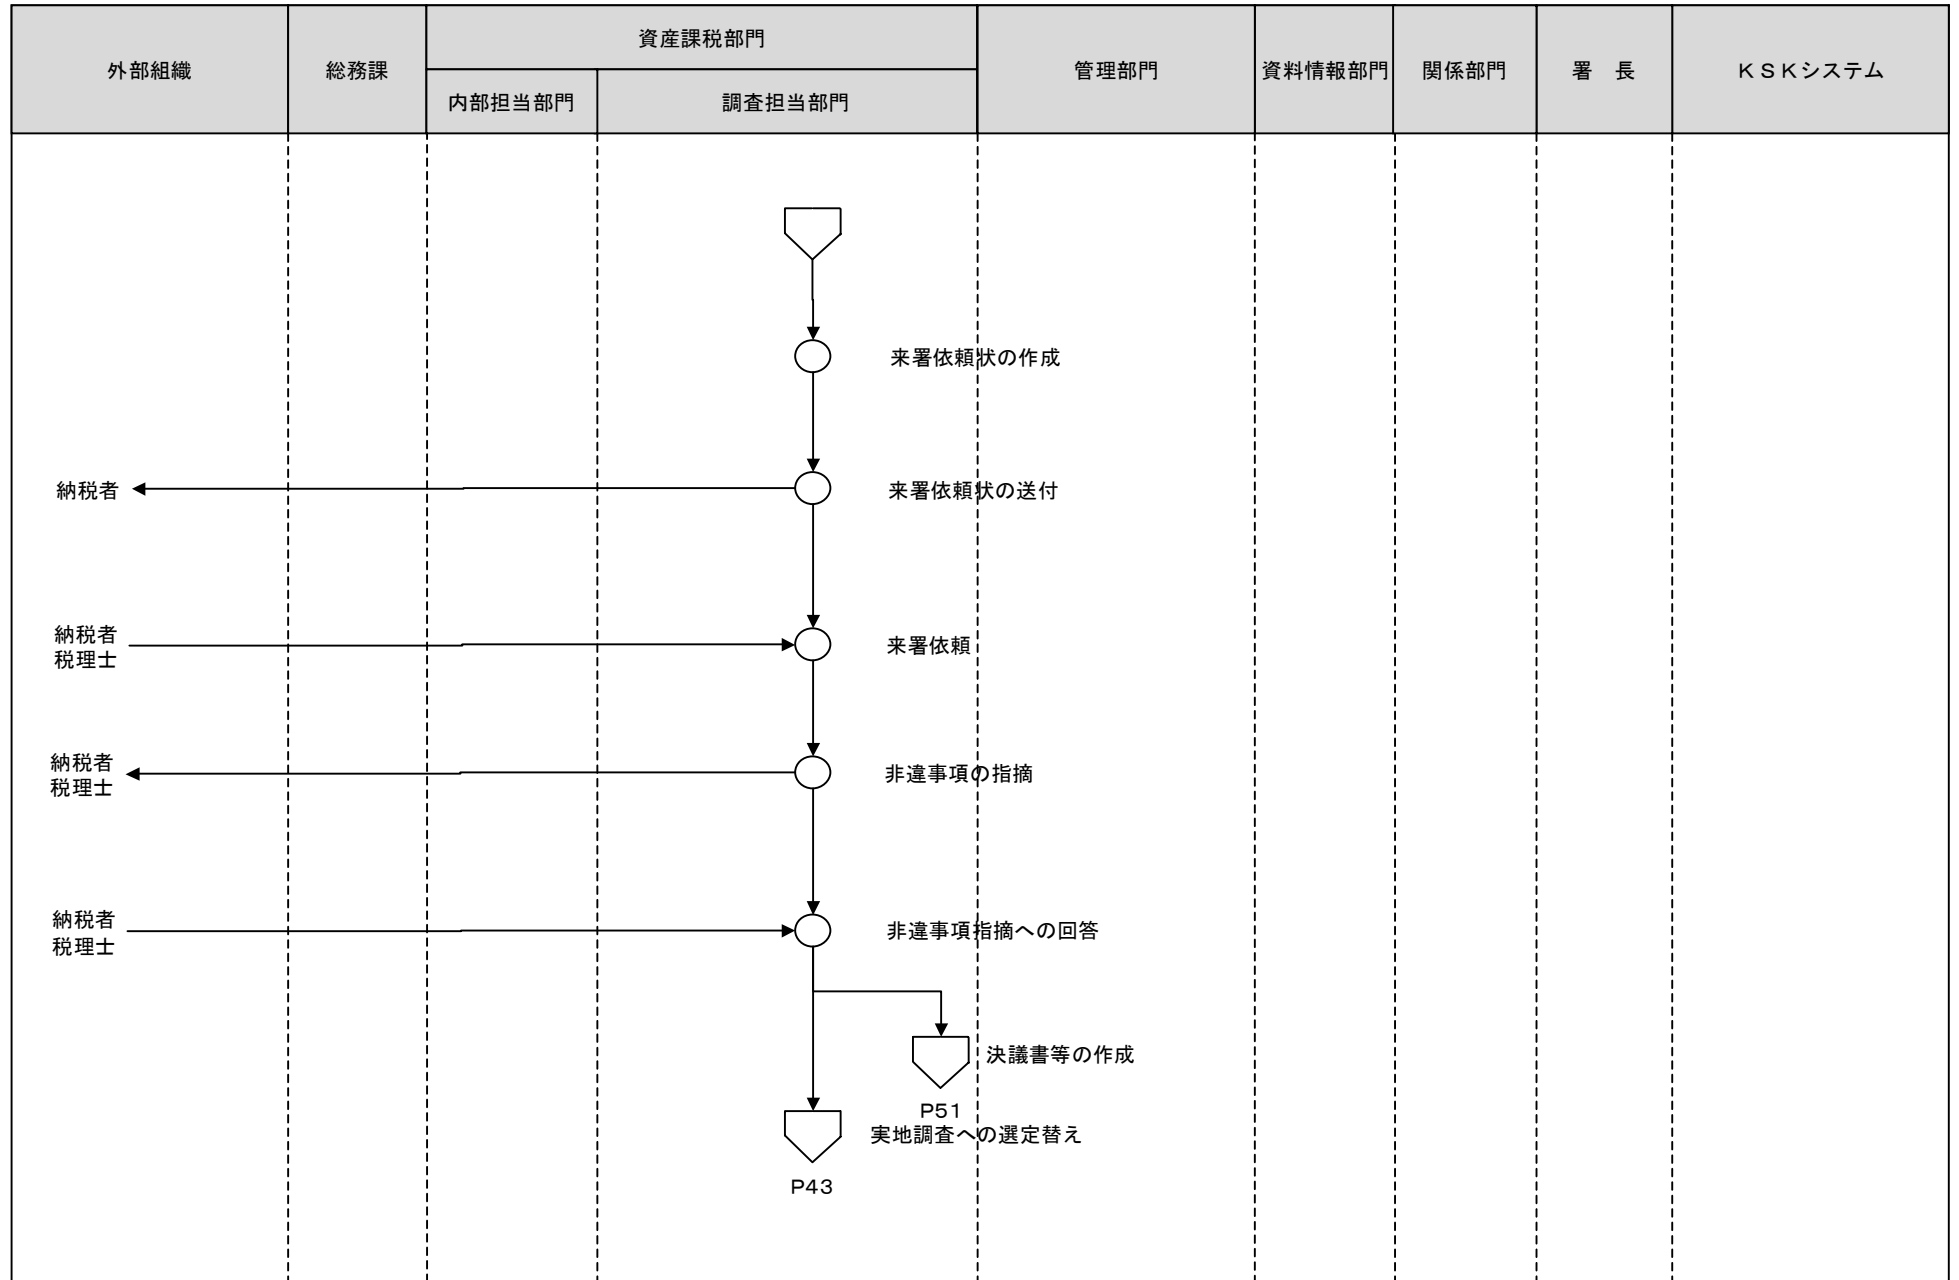 外部組織
総務課
資産課税部門
内部担当部門
調査担当部門
管理部門
資料情報部門
関係部門
署　長
ＫＳＫシステム
来署依頼状の作成
納税者
来署依頼状の送付
納税者
税理士
来署依頼
納税者
税理士
非違事項の指摘
納税者
税理士
非違事項指摘への回答
決議書等の作成
P51
実地調査への選定替え
P43